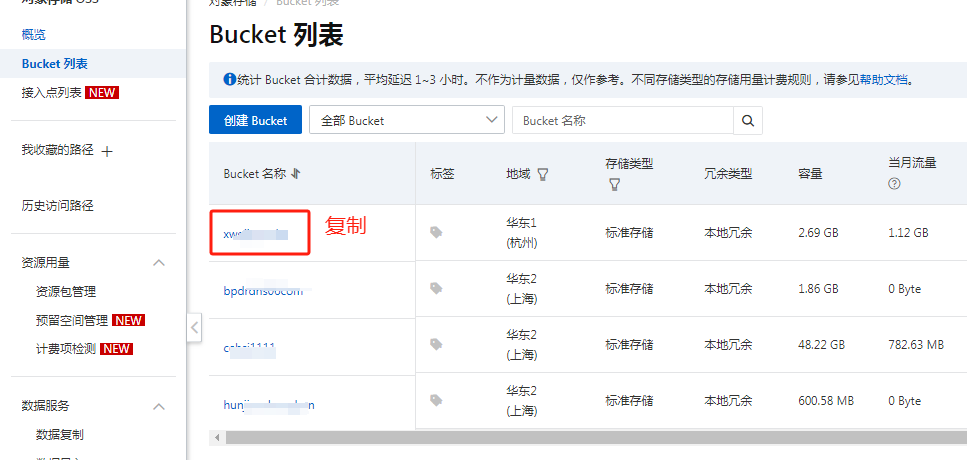 对象存储 OSS
概览
Bucket 列表
接入点列表 NEW
我收藏的路径
历史访问路径
资源用量
资源包管理
预留空间管理 NEW
计费项检测 NEW
数据服务
数据复制
对象存储 / Bucket 列表
Bucket 列表
统计 Bucket 合计数据，平均延迟 1~3 小时。不作为计量数据，仅作参考。不同存储类型的存储用量计费规则，请参见帮助文档。
创建 Bucket 全部 Bucket Bucket 名称
Bucket 名称 标签 地域 存储类型 冗余类型 容量 当月流量
复制 华东1 (杭州) 标准存储 本地冗余 2.69 GB 1.12 GB
华东2 (上海) 标准存储 本地冗余 1.86 GB 0 Byte
华东2 (上海) 标准存储 本地冗余 48.22 GB 782.63 MB
华东2 (上海) 标准存储 本地冗余 600.58 MB 0 Byte